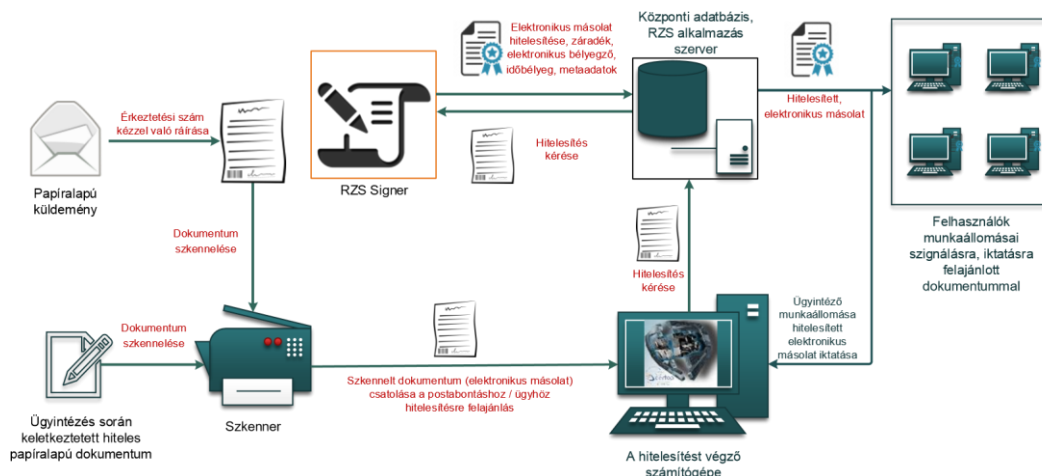 Elektronikus másolat
hitelesítése, záradék,
elektronikus bélyegző,
időbélyeg, metaadatok
Központi adatbázis,
RZS alkalmazás
szerver
Érkeztetési szám
kézzel való ráírása
Hitelesítés
kérése
Hitelesített,
elektronikus másolat
Papíralapú
küldemény
RZS Signer
Felhasználók
munkaállomásai
szignálásra, iktatásra
felajánlott
dokumentummal
Dokumentum
szkennelése
Hitelesítés
kérése
Ügyintéző
munkaállomása
hitelesített
elektronikus
másolat iktatása
Dokumentum
szkennelése
Szkennelt dokumentum (elektronikus másolat)
csatolása a postabontáshoz / ügyhöz
hitelesítésre felajánlás
Ügyintézés során
keletkeztetett hiteles
papíralapú dokumentum
Szkenner
A hitelesítést végző
számítógépe